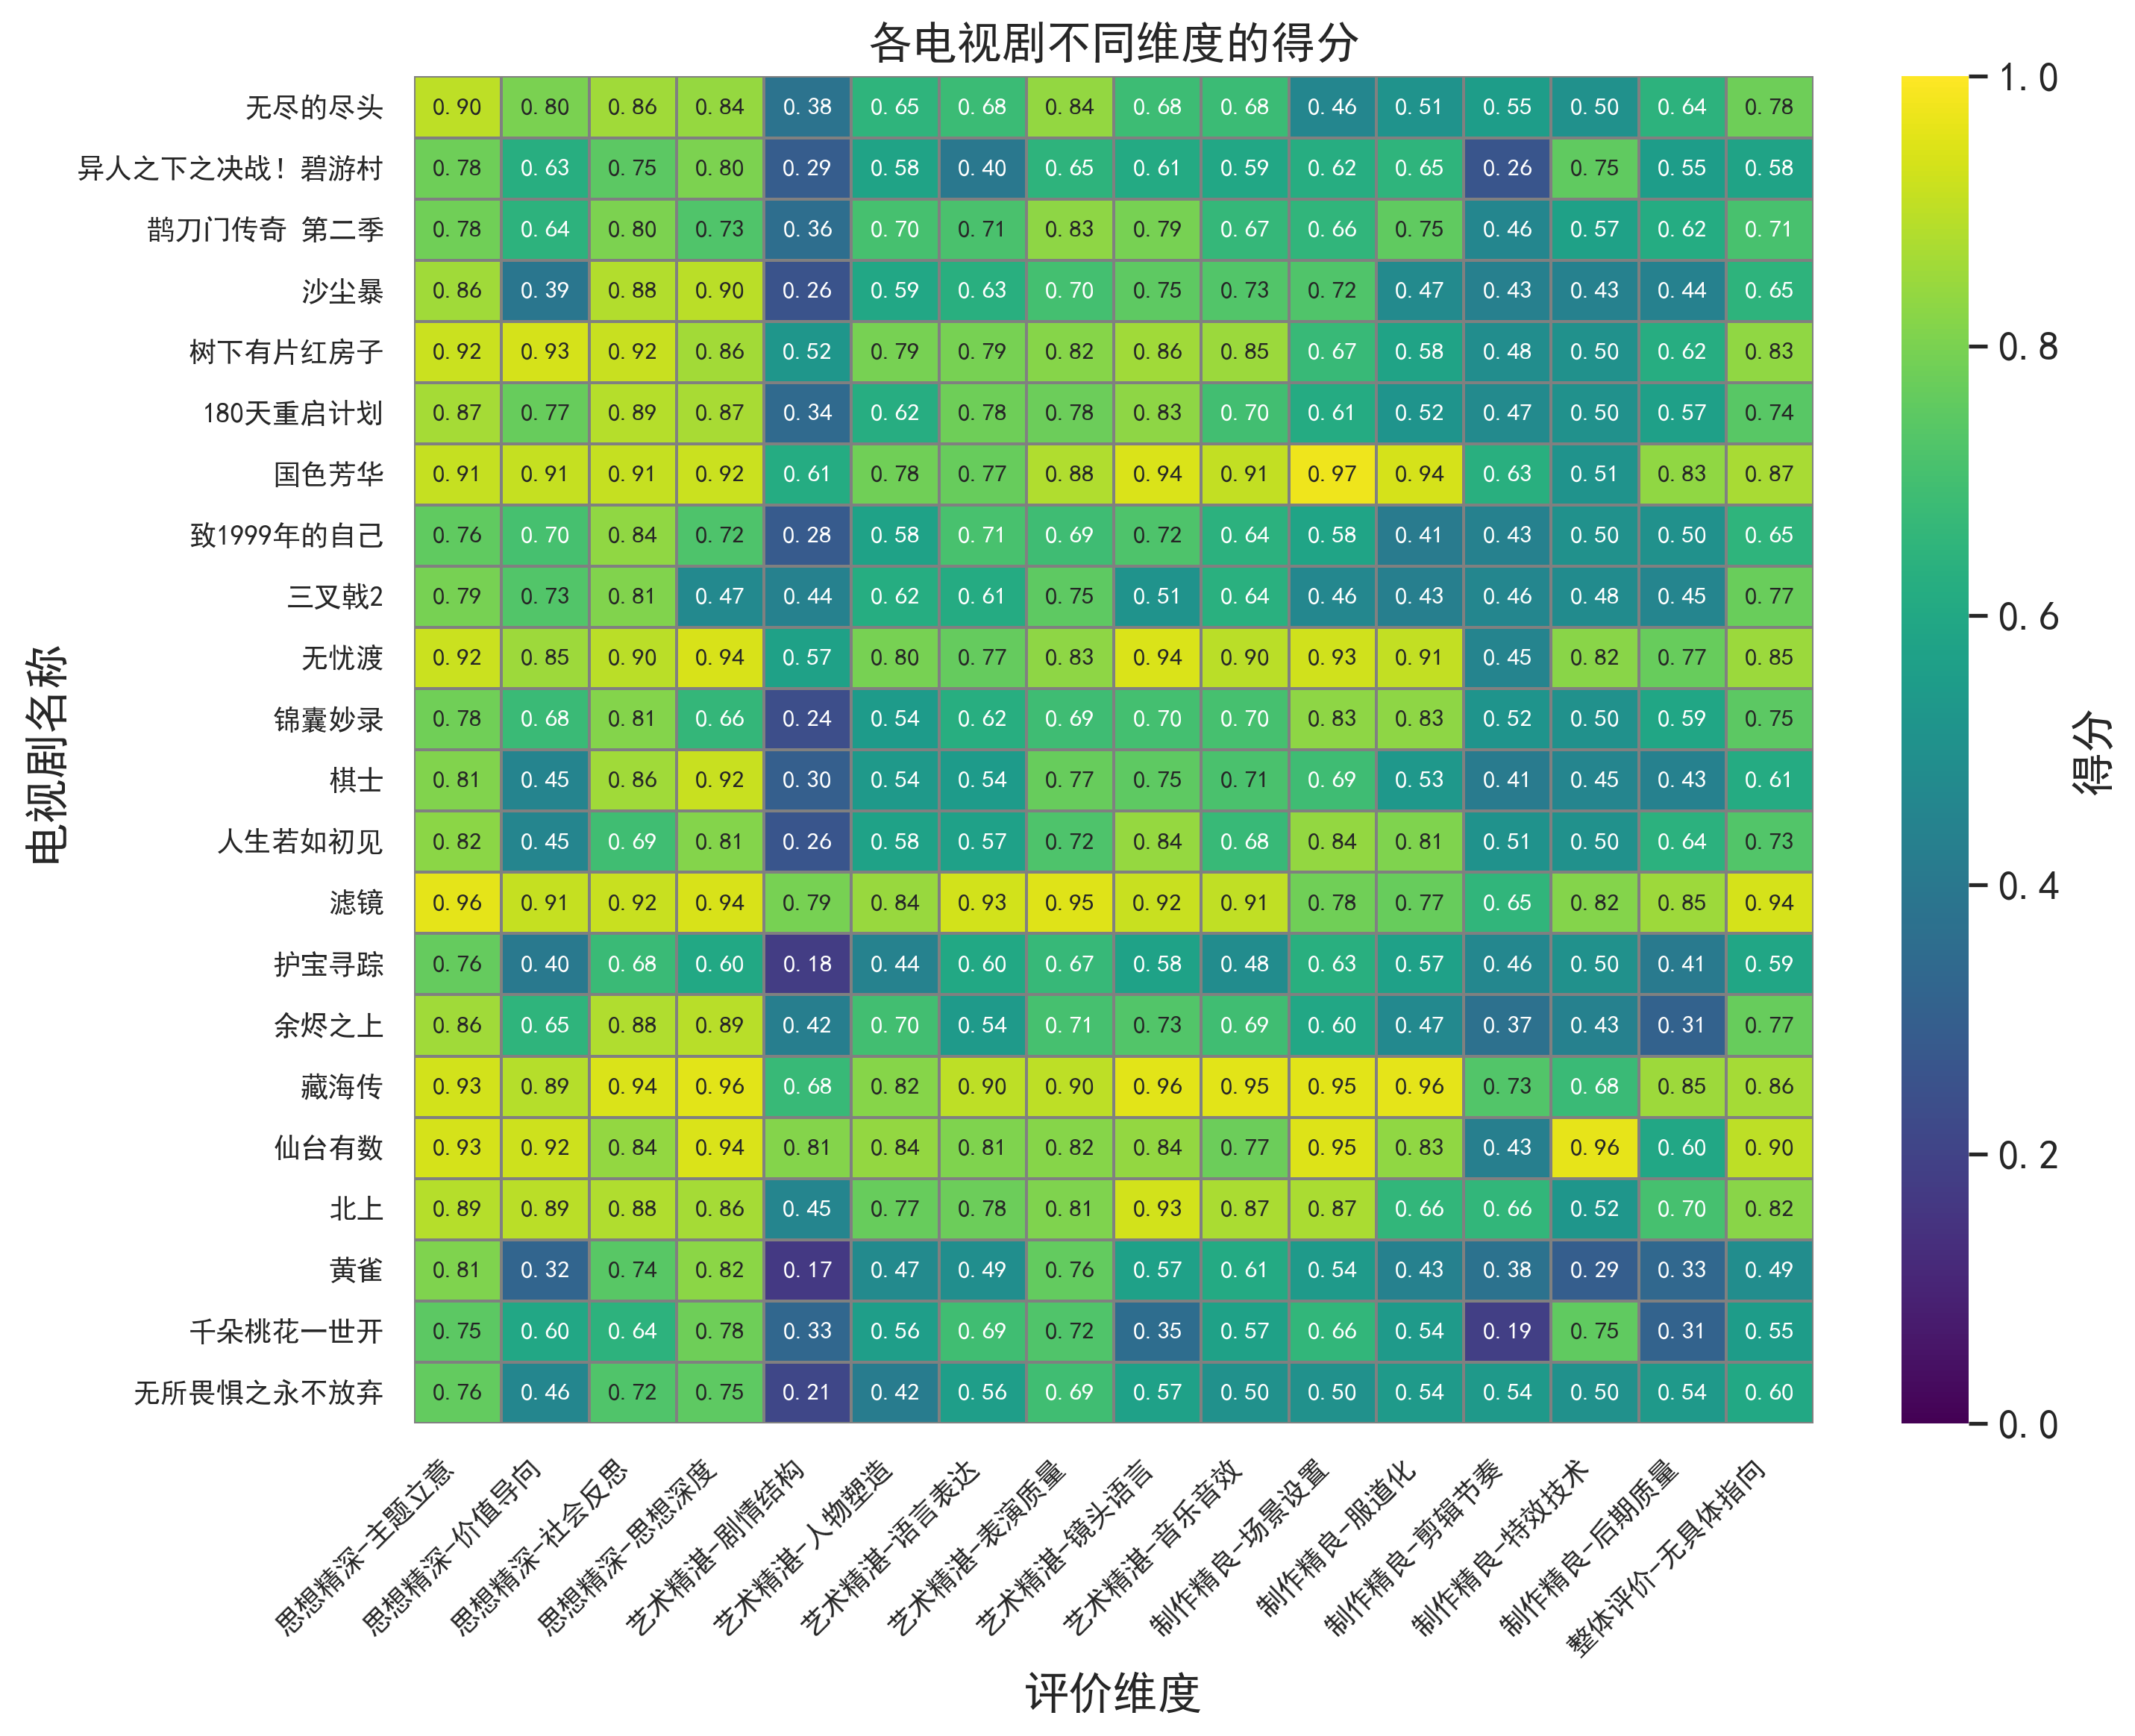 各电视剧不同维度的得分
电视剧名称
无尽的尽头 0.90 0.80 0.86 0.84 0.38 0.65 0.68 0.84 0.68 0.68 0.46 0.51 0.55 0.50 0.64 0.78
异人之下之决战！碧游村 0.78 0.63 0.75 0.80 0.29 0.58 0.40 0.65 0.61 0.59 0.62 0.65 0.26 0.75 0.55 0.58
鹊刀门传奇 第二季 0.78 0.64 0.80 0.73 0.36 0.70 0.71 0.83 0.79 0.67 0.66 0.75 0.46 0.57 0.62 0.71
沙尘暴 0.86 0.39 0.88 0.90 0.26 0.59 0.63 0.70 0.75 0.73 0.72 0.47 0.43 0.43 0.44 0.65
树下有片红房子 0.92 0.93 0.92 0.86 0.52 0.79 0.79 0.82 0.86 0.85 0.67 0.58 0.48 0.50 0.62 0.83
180天重启计划 0.87 0.77 0.89 0.87 0.34 0.62 0.78 0.78 0.83 0.70 0.61 0.52 0.47 0.50 0.57 0.74
国色芳华 0.91 0.91 0.91 0.92 0.61 0.78 0.77 0.88 0.94 0.91 0.97 0.94 0.63 0.51 0.83 0.87
致1999年的自己 0.76 0.70 0.84 0.72 0.28 0.58 0.71 0.69 0.72 0.64 0.58 0.41 0.43 0.50 0.50 0.65
三叉戟2 0.79 0.73 0.81 0.47 0.44 0.62 0.61 0.75 0.51 0.64 0.46 0.43 0.46 0.48 0.45 0.77
无忧渡 0.92 0.85 0.90 0.94 0.57 0.80 0.77 0.83 0.94 0.90 0.93 0.91 0.45 0.82 0.77 0.85
锦囊妙录 0.78 0.68 0.81 0.66 0.24 0.54 0.62 0.69 0.70 0.70 0.83 0.83 0.52 0.50 0.59 0.75
棋士 0.81 0.45 0.86 0.92 0.30 0.54 0.54 0.77 0.75 0.71 0.69 0.53 0.41 0.45 0.43 0.61
人生若如初见 0.82 0.45 0.69 0.81 0.26 0.58 0.57 0.72 0.84 0.68 0.84 0.81 0.51 0.50 0.64 0.73
滤镜 0.96 0.91 0.92 0.94 0.79 0.84 0.93 0.95 0.92 0.91 0.78 0.77 0.65 0.82 0.85 0.94
护宝寻踪 0.76 0.40 0.68 0.60 0.18 0.44 0.60 0.67 0.58 0.48 0.63 0.57 0.46 0.50 0.41 0.59
余烬之上 0.86 0.65 0.88 0.89 0.42 0.70 0.54 0.71 0.73 0.69 0.60 0.47 0.37 0.43 0.31 0.77
藏海传 0.93 0.89 0.94 0.96 0.68 0.82 0.90 0.90 0.96 0.95 0.95 0.96 0.73 0.68 0.85 0.86
仙台有数 0.93 0.92 0.84 0.94 0.81 0.84 0.81 0.82 0.84 0.77 0.95 0.83 0.43 0.96 0.60 0.90
北上 0.89 0.89 0.88 0.86 0.45 0.77 0.78 0.81 0.93 0.87 0.87 0.66 0.66 0.52 0.70 0.82
黄雀 0.81 0.32 0.74 0.82 0.17 0.47 0.49 0.76 0.57 0.61 0.54 0.43 0.38 0.29 0.33 0.49
千朵桃花一世开 0.75 0.60 0.64 0.78 0.33 0.56 0.69 0.72 0.35 0.57 0.66 0.54 0.19 0.75 0.31 0.55
无所畏惧之永不放弃 0.76 0.46 0.72 0.75 0.21 0.42 0.56 0.69 0.57 0.50 0.50 0.54 0.54 0.50 0.54 0.60
思想精深-主题立意
思想精深-价值导向
思想精深-社会反思
思想精深-思想深度
艺术精湛-剧情结构
艺术精湛-人物塑造
艺术精湛-语言表达
艺术精湛-表演质量
艺术精湛-镜头语言
艺术精湛-音乐音效
制作精良-场景设置
制作精良-服道化
制作精良-剪辑节奏
制作精良-特效技术
制作精良-后期质量
整体评价-无具体指向
评价维度
1.0
0.8
0.6
0.4
0.2
0.0
得分